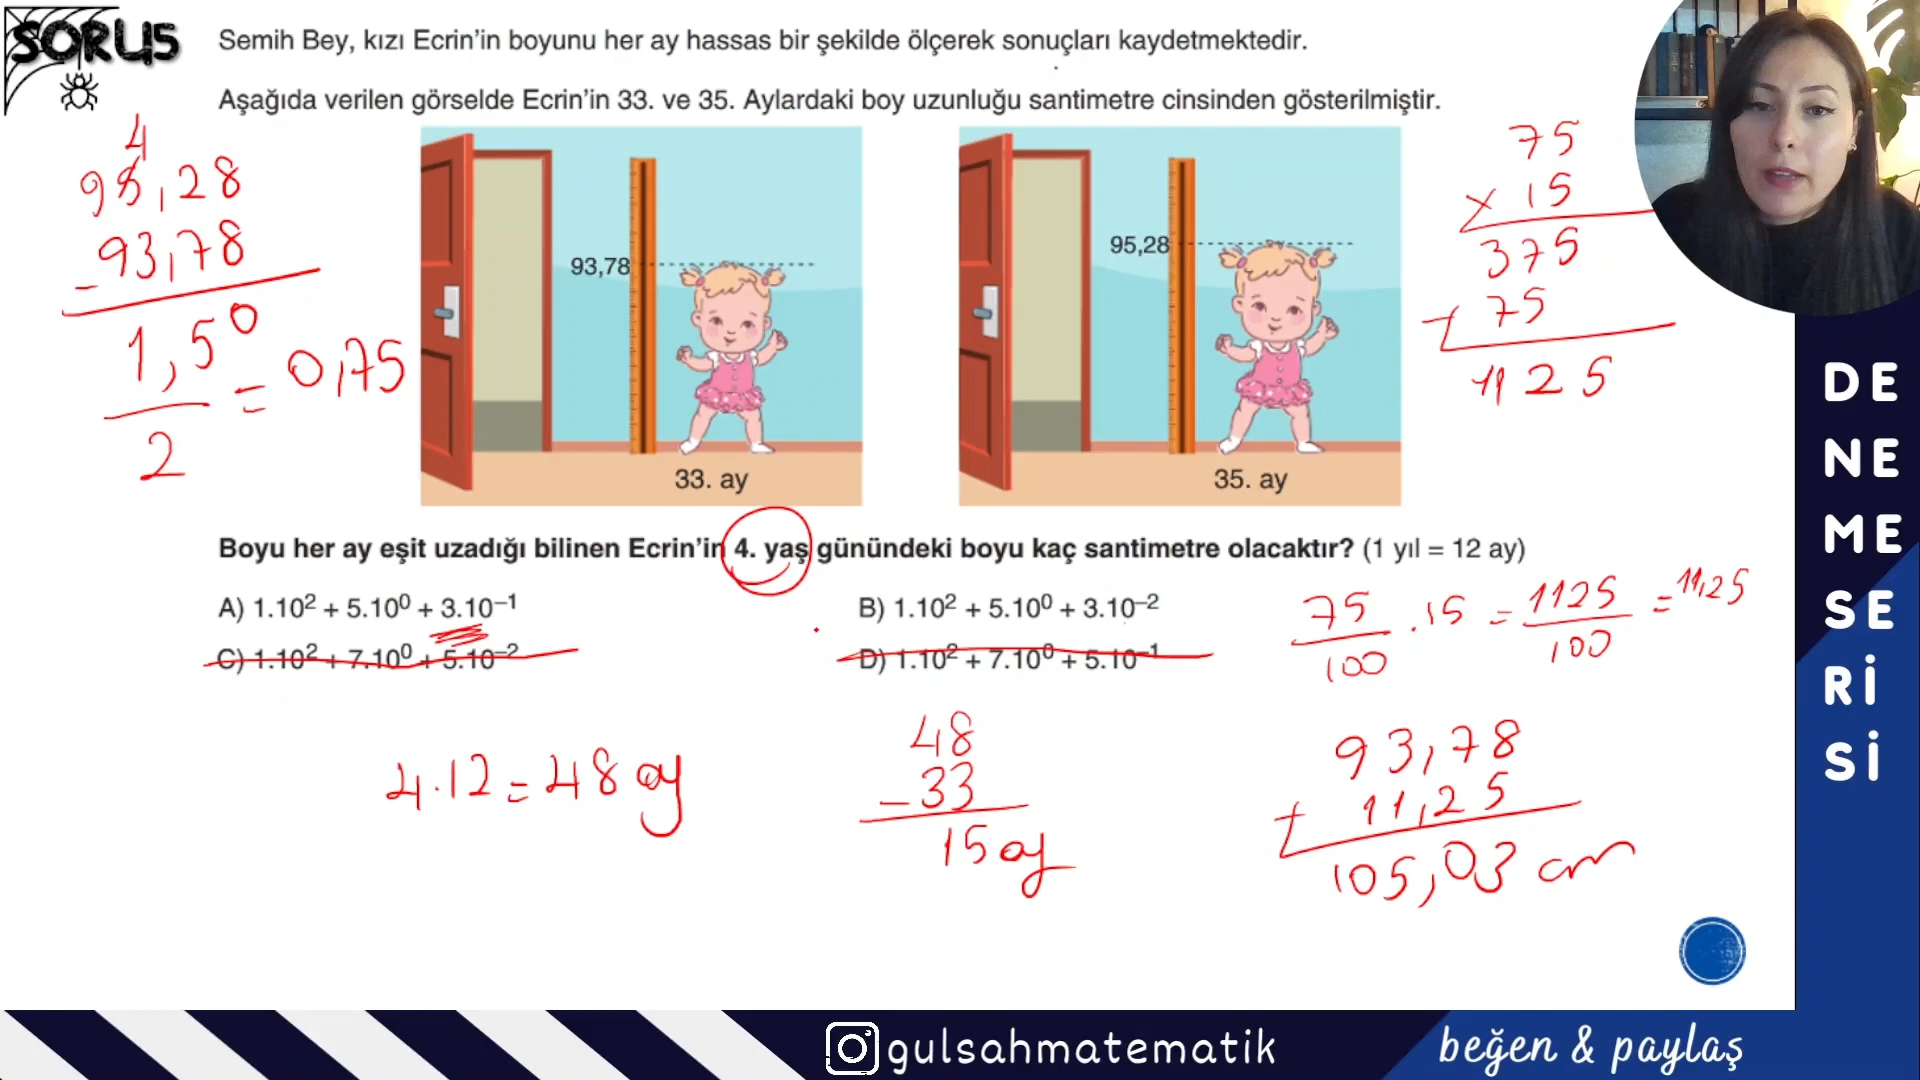 SORU5
Semih Bey, kızı Ecrin’in boyunu her ay hassas bir şekilde ölçerek sonuçları kaydetmektedir.
Aşağıda verilen görselde Ecrin’in 33. ve 35. Aylardaki boy uzunluğu santimetre cinsinden gösterilmiştir.
4
95,28
- 93,78
1,50
2
= 0,75
93,78
33. ay
95,28
35. ay
75
x 15
375
+ 75
1125
Boyu her ay eşit uzadığı bilinen Ecrin’in 4. yaş günündeki boyu kaç santimetre olacaktır? (1 yıl = 12 ay)
A) 1.10² + 5.10⁰ + 3.10⁻¹
B) 1.10² + 5.10⁰ + 3.10⁻²
C) 1.10² + 7.10⁰ + 5.10⁻²
D) 1.10² + 7.10⁰ + 5.10⁻¹
75/100 . 15 = 1125/100 = 11,25
4.12 = 48 ay
48
- 33
15 ay
93,78
+ 11,25
105,03 cm
DE
NE
ME
SE
Rİ
Sİ
gulsahmatematik
beğen & paylaş